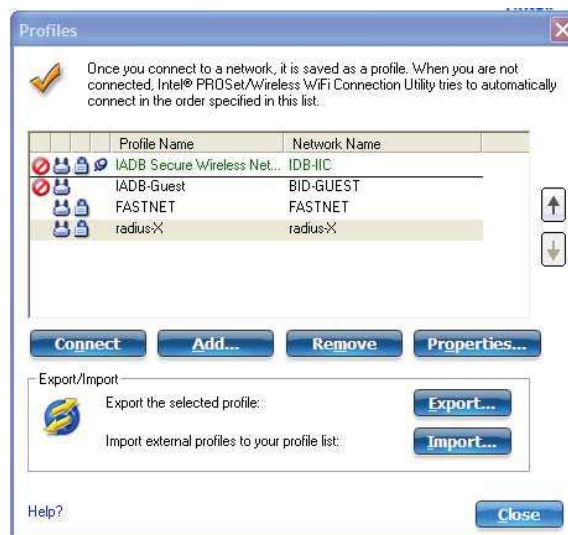 Profiles
Once you connect to a network, it is saved as a profile. When you are not
connected, Intel® PROSet/Wireless WiFi Connection Utility tries to automatically
connect in the order specified in this list.
Profile Name Network Name
IADB Secure Wireless Net... IDB-IIC
IADB-Guest BID-GUEST
FASTNET FASTNET
radius-X radius-X
Connect Add... Remove Properties...
Export/Import
Export the selected profile: Export...
Import external profiles to your profile list: Import...
Help? Close